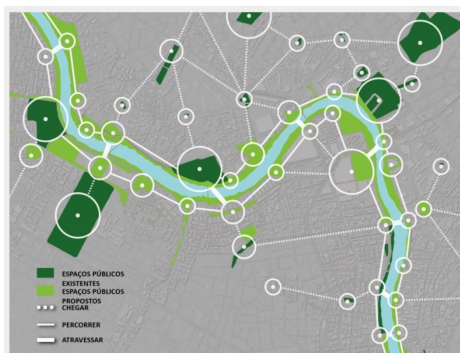 ESPAÇOS PÚBLICOS
EXISTENTES
ESPAÇOS PÚBLICOS
PROPOSTOS
CHEGAR
PERCORRER
ATRAVESSAR